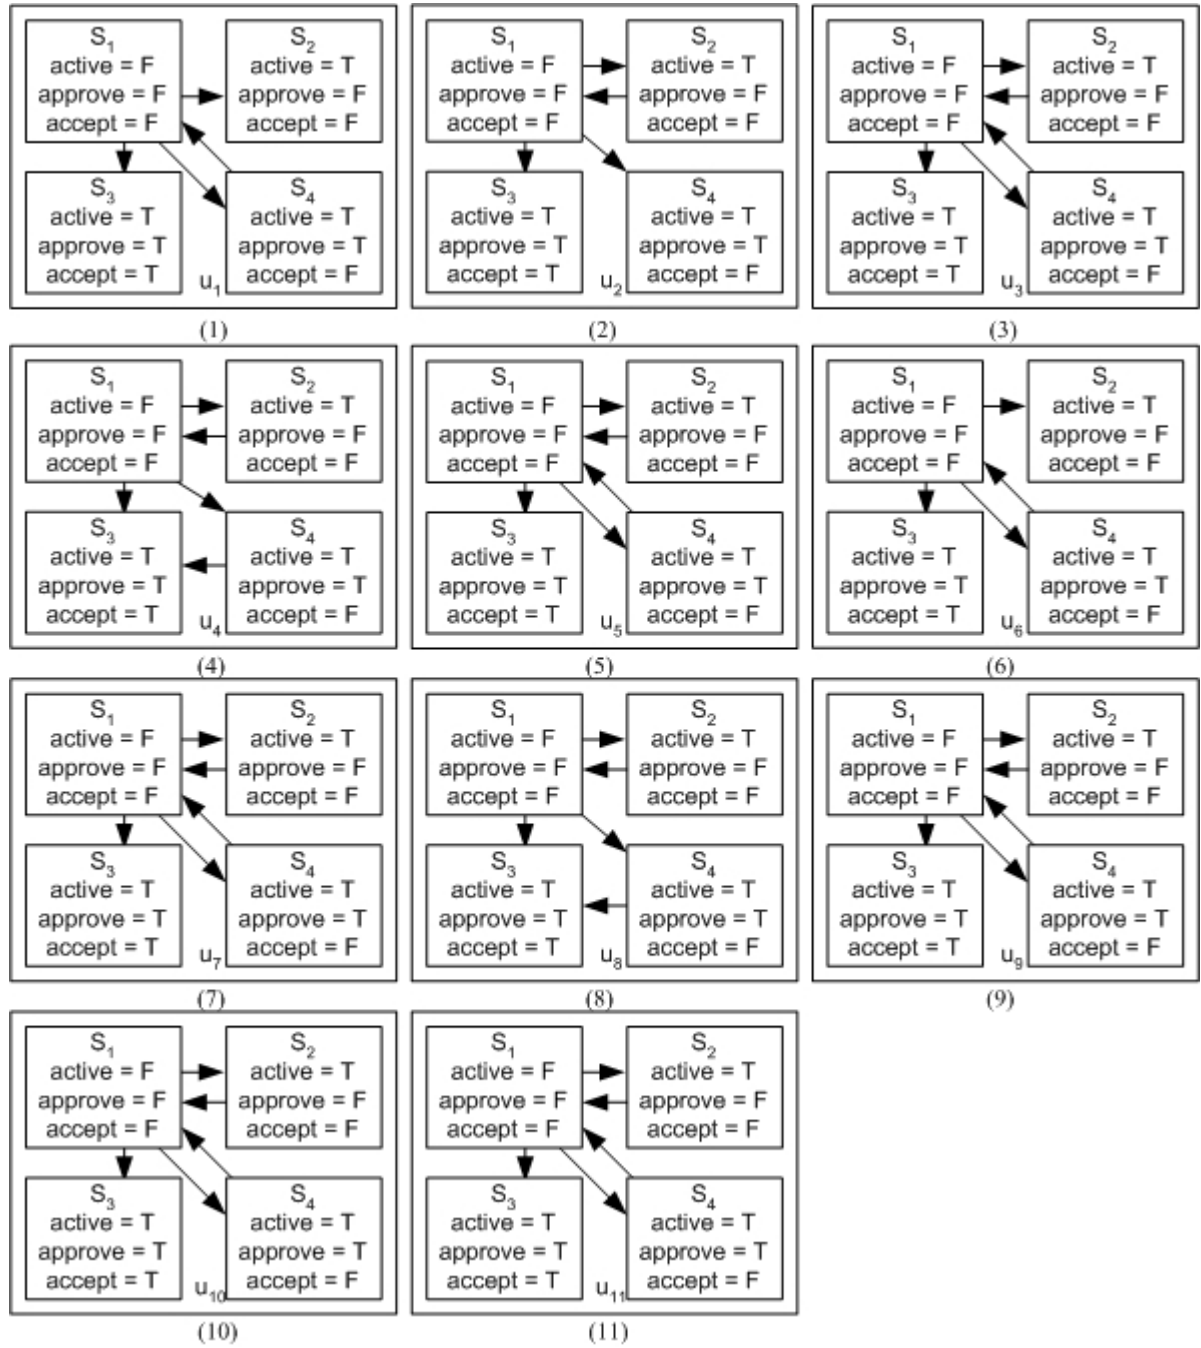 S1 S2
active = F active = T
approve = F approve = F
accept = F accept = F
S3 S4
active = T active = T
approve = T approve = T
accept = T accept = F
u1
(1)
S1 S2
active = F active = T
approve = F approve = F
accept = F accept = F
S3 S4
active = T active = T
approve = T approve = T
accept = T accept = F
u2
(2)
S1 S2
active = F active = T
approve = F approve = F
accept = F accept = F
S3 S4
active = T active = T
approve = T approve = T
accept = T accept = F
u3
(3)
S1 S2
active = F active = T
approve = F approve = F
accept = F accept = F
S3 S4
active = T active = T
approve = T approve = T
accept = T accept = F
u4
(4)
S1 S2
active = F active = T
approve = F approve = F
accept = F accept = F
S3 S4
active = T active = T
approve = T approve = T
accept = T accept = F
u5
(5)
S1 S2
active = F active = T
approve = F approve = F
accept = F accept = F
S3 S4
active = T active = T
approve = T approve = T
accept = T accept = F
u6
(6)
S1 S2
active = F active = T
approve = F approve = F
accept = F accept = F
S3 S4
active = T active = T
approve = T approve = T
accept = T accept = F
u7
(7)
S1 S2
active = F active = T
approve = F approve = F
accept = F accept = F
S3 S4
active = T active = T
approve = T approve = T
accept = T accept = F
u8
(8)
S1 S2
active = F active = T
approve = F approve = F
accept = F accept = F
S3 S4
active = T active = T
approve = T approve = T
accept = T accept = F
u9
(9)
S1 S2
active = F active = T
approve = F approve = F
accept = F accept = F
S3 S4
active = T active = T
approve = T approve = T
accept = T accept = F
u10
(10)
S1 S2
active = F active = T
approve = F approve = F
accept = F accept = F
S3 S4
active = T active = T
approve = T approve = T
accept = T accept = F
u11
(11)